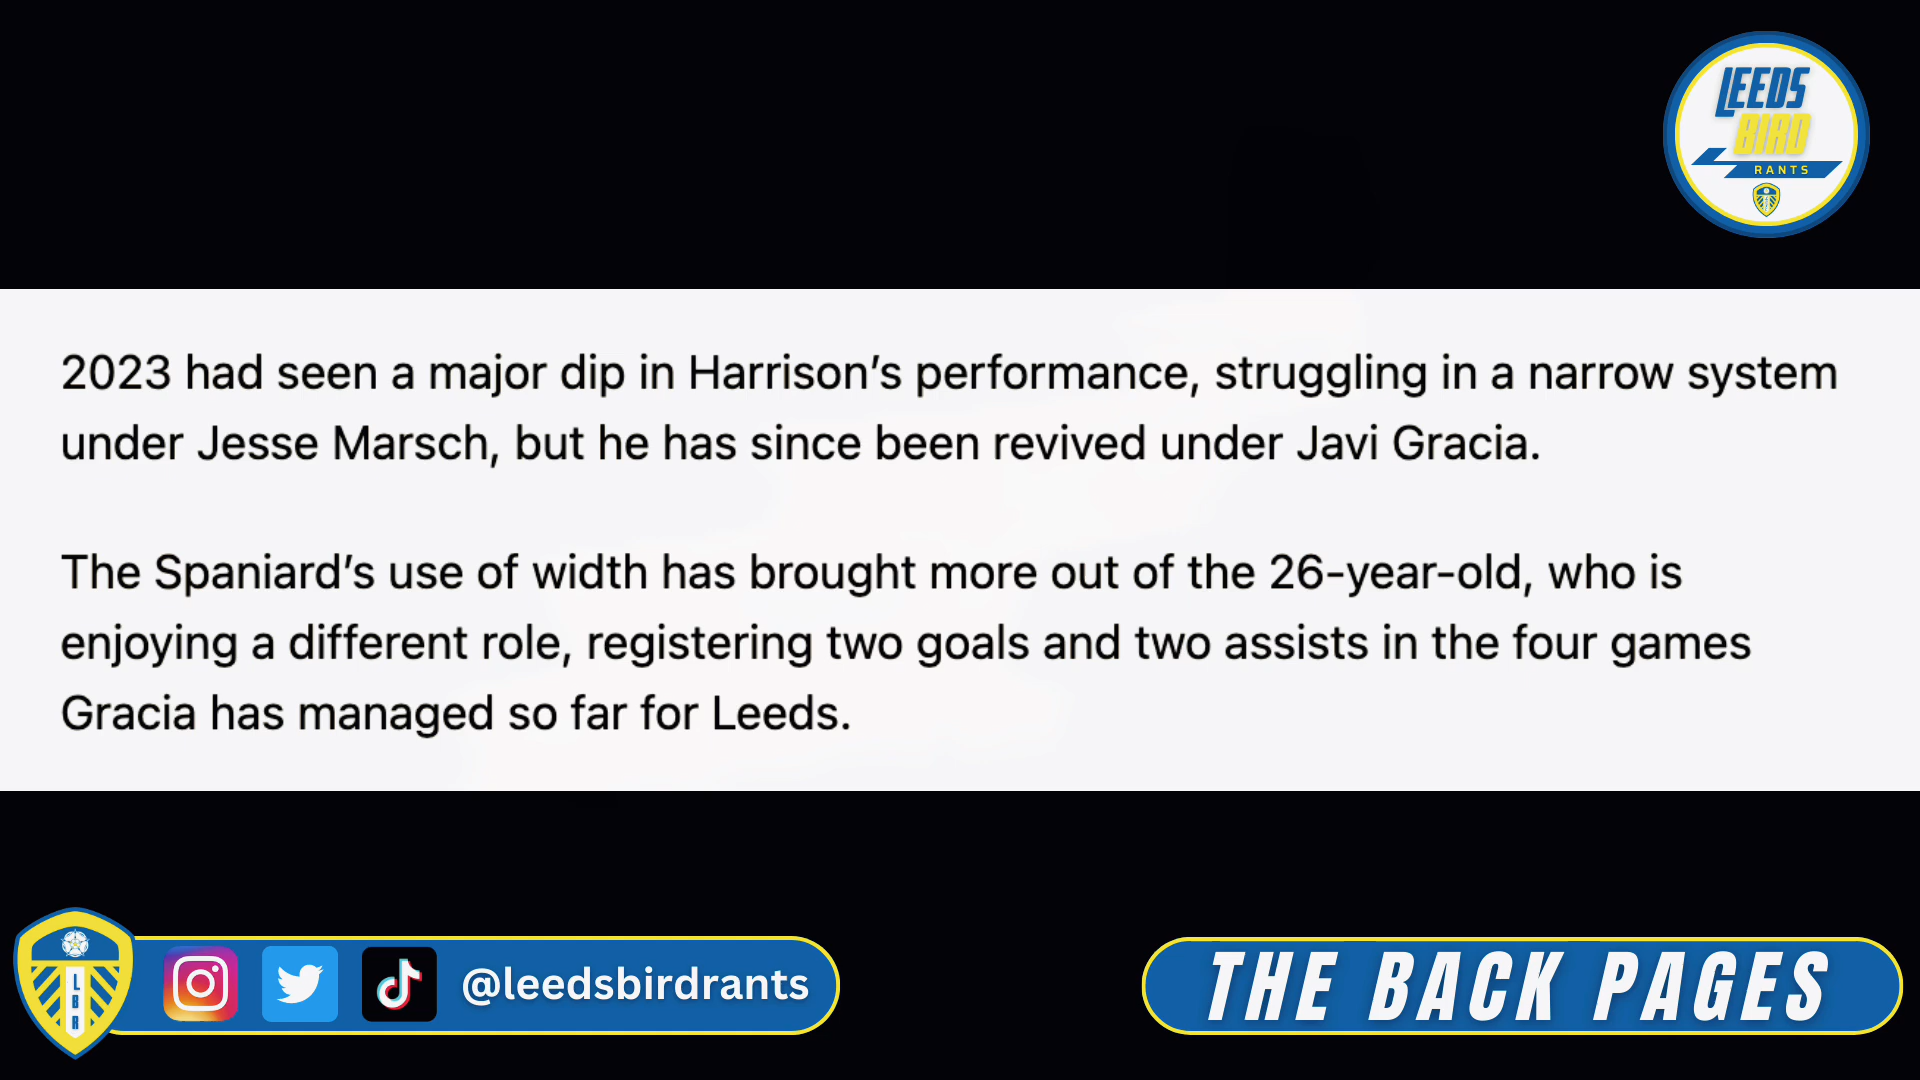 LEEDS
BIRD
RANTS
2023 had seen a major dip in Harrison’s performance, struggling in a narrow system
under Jesse Marsch, but he has since been revived under Javi Gracia.
The Spaniard’s use of width has brought more out of the 26-year-old, who is
enjoying a different role, registering two goals and two assists in the four games
Gracia has managed so far for Leeds.
LBR
@leedsbirdrants
THE BACK PAGES